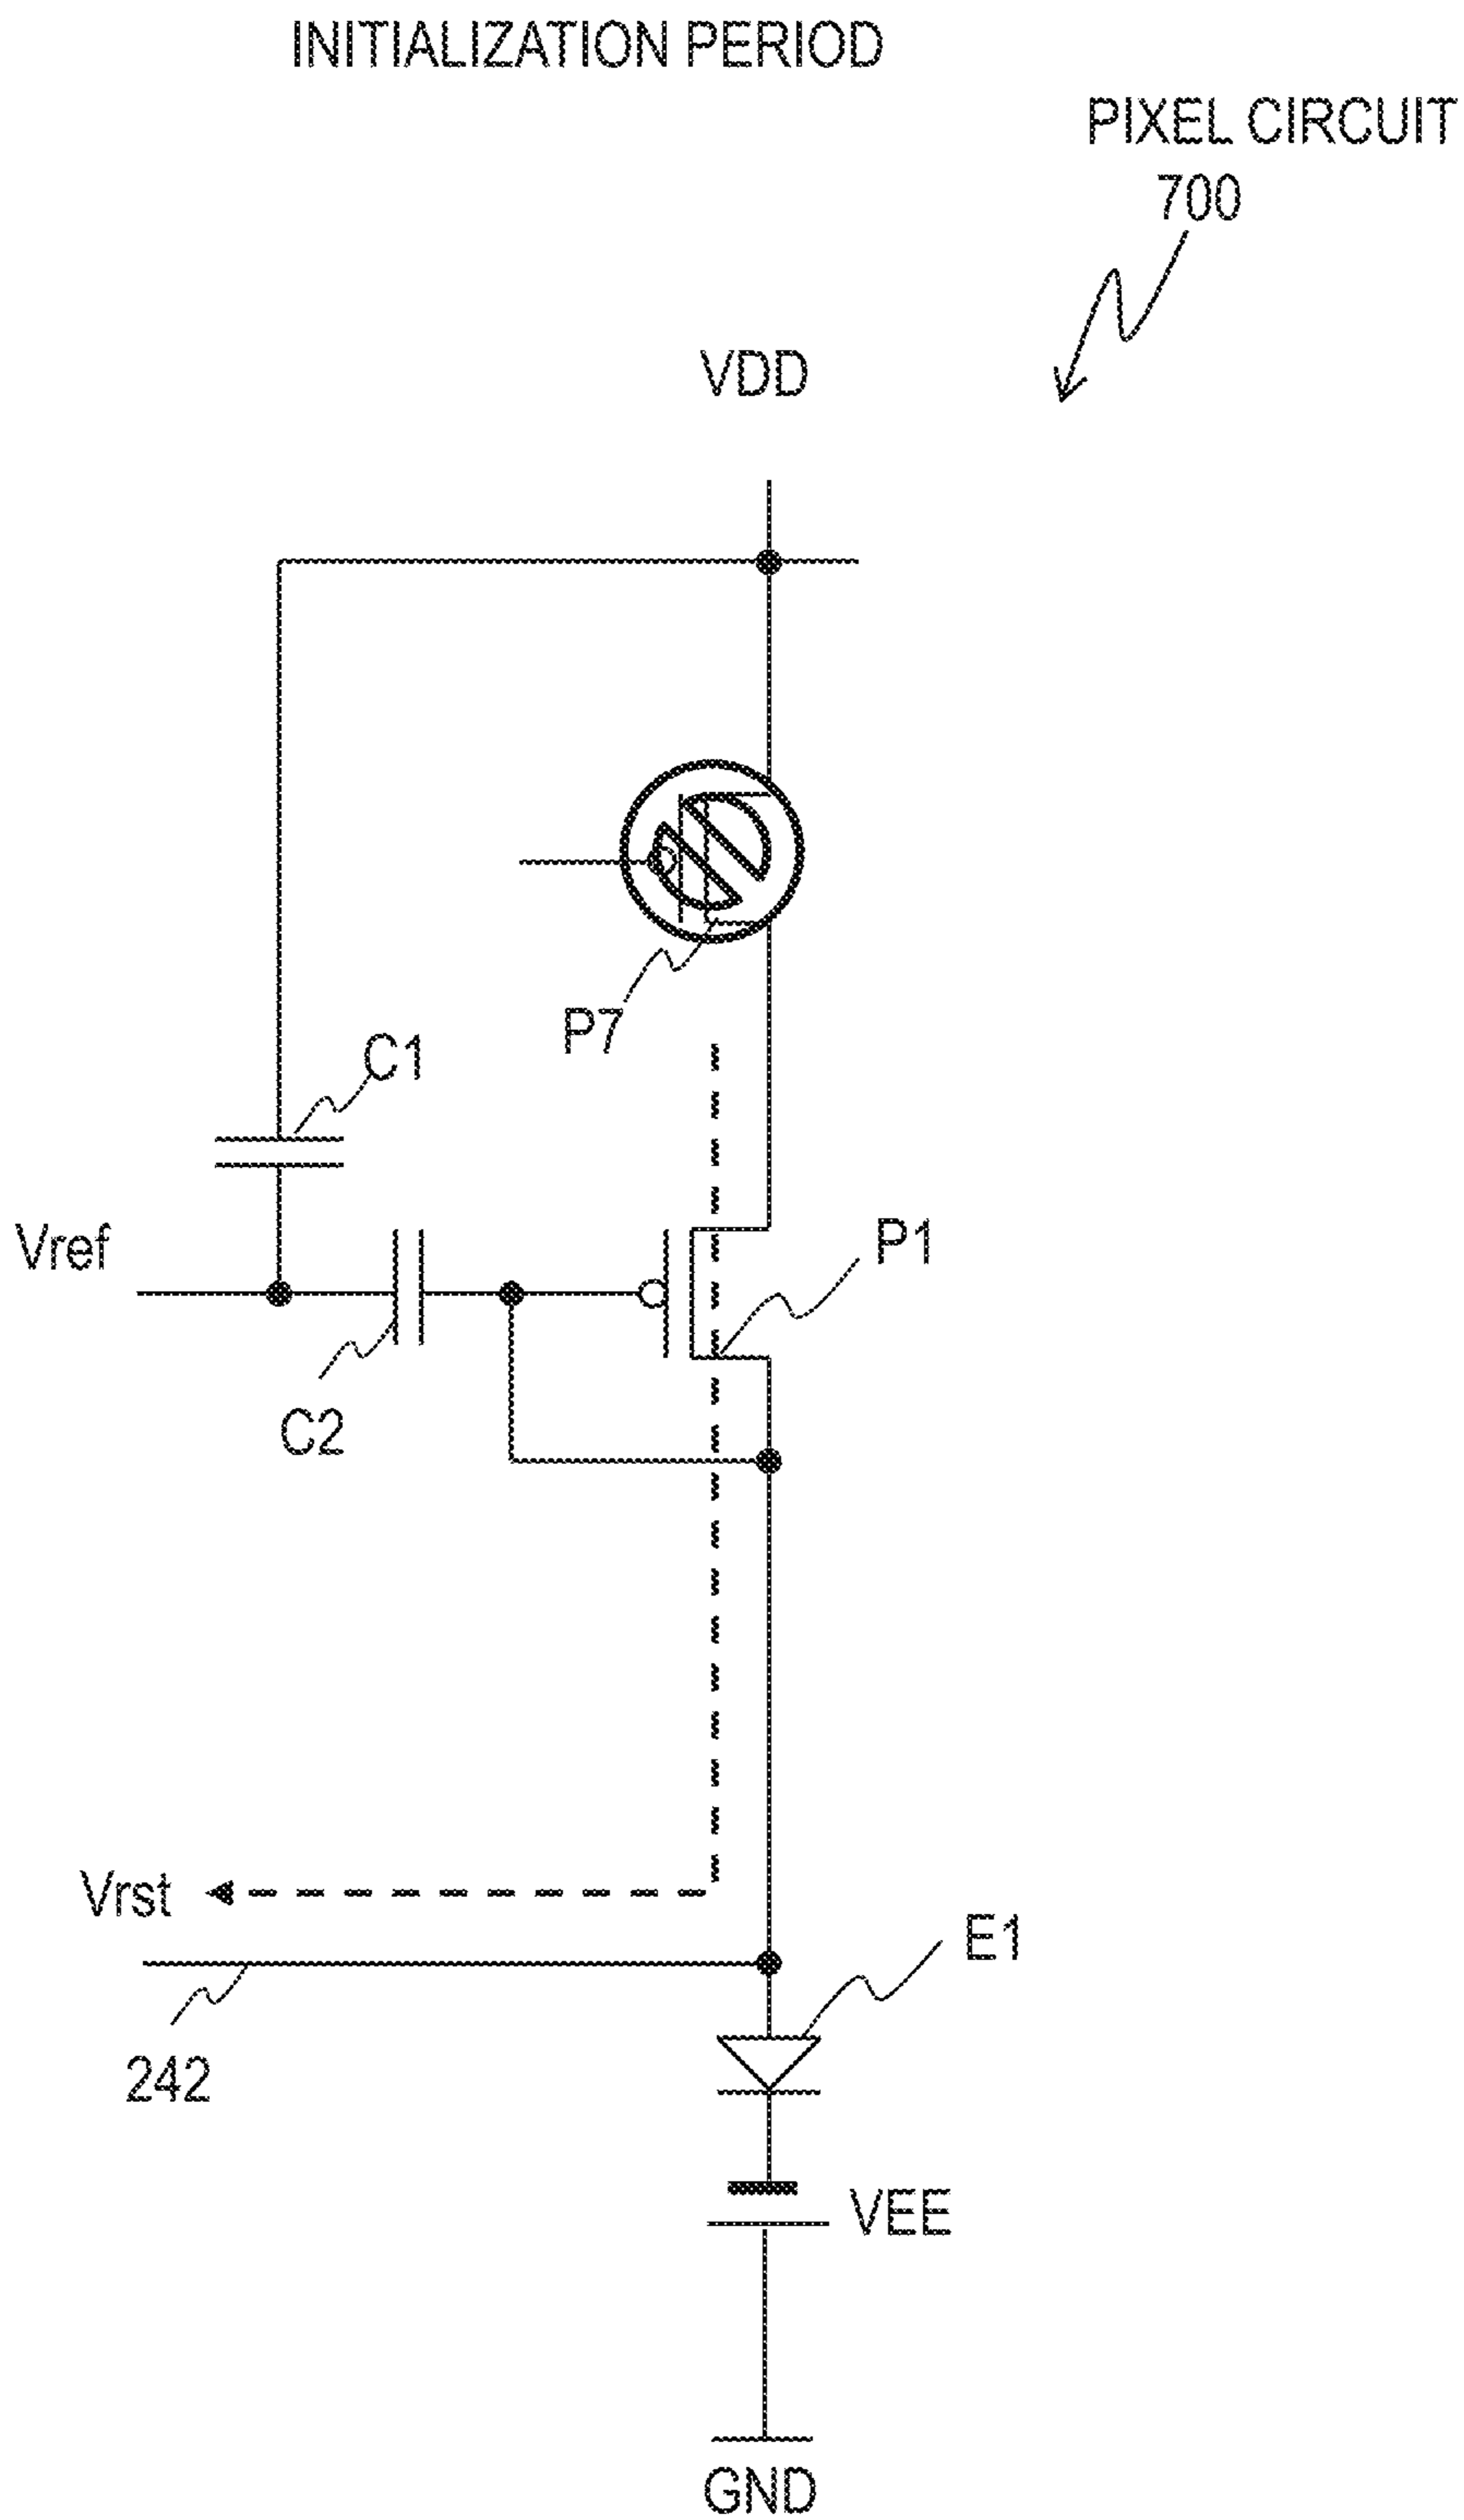 INITIALIZATION PERIOD
PIXEL CIRCUIT
700
VDD
P7
C1
Vref
P1
C2
Vrst
E1
242
VEE
GND